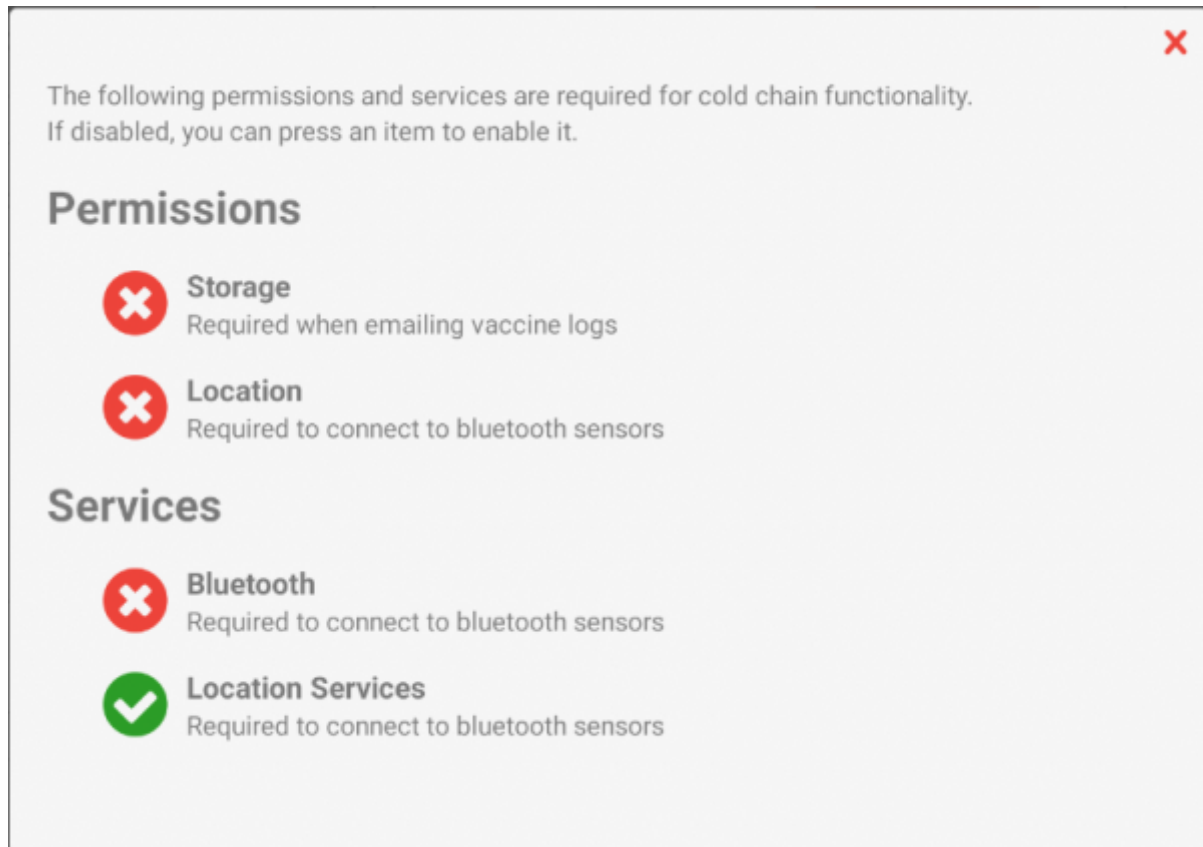 The following permissions and services are required for cold chain functionality.
If disabled, you can press an item to enable it.
Permissions
Storage
Required when emailing vaccine logs
Location
Required to connect to bluetooth sensors
Services
Bluetooth
Required to connect to bluetooth sensors
Location Services
Required to connect to bluetooth sensors